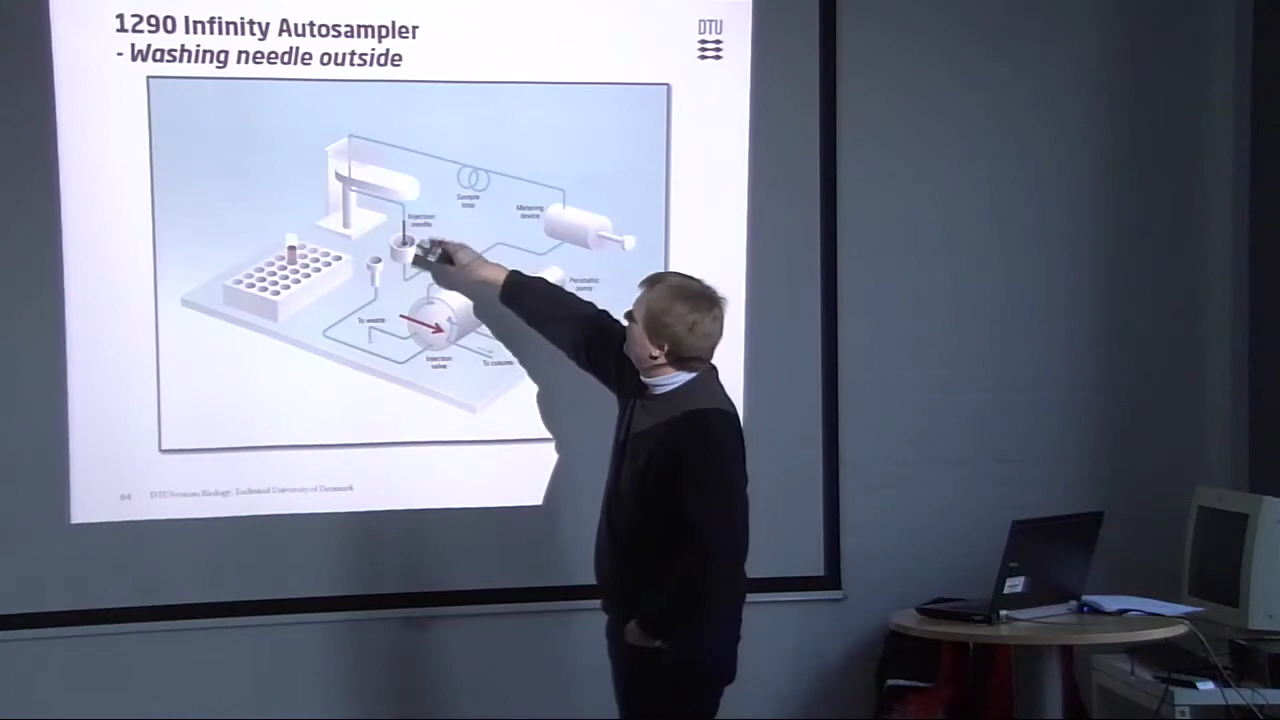 1290 Infinity Autosampler
- Washing needle outside
DTU
Sample
loop
Metering
device
Injection
needle
Peristaltic
pump
To waste
Injection
valve
To column
64 DTU Systems Biology, Technical University of Denmark